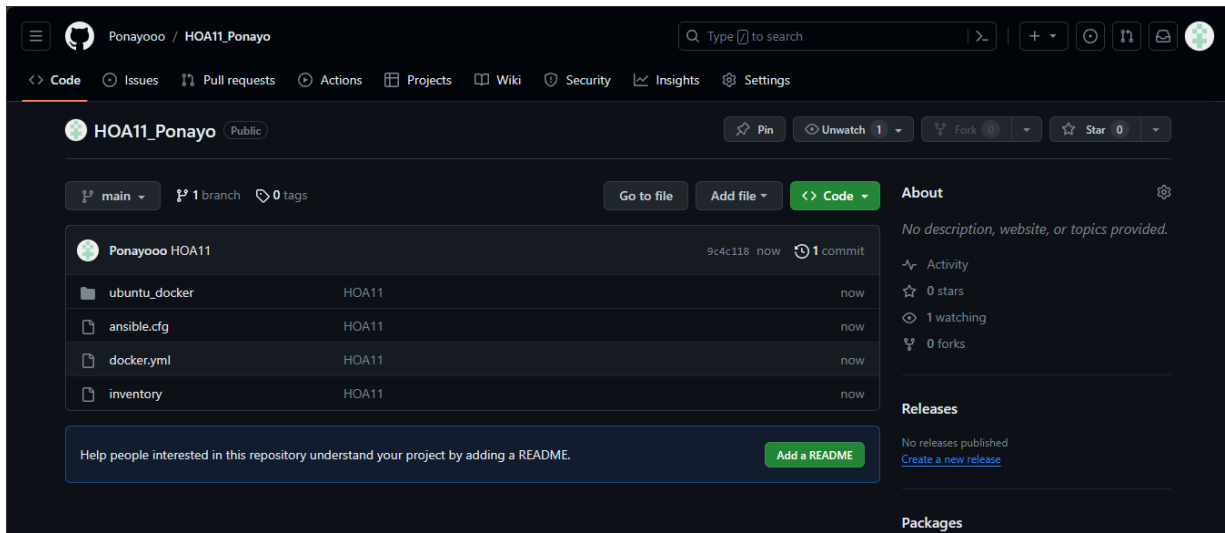 Ponayooo / HOA11_Ponayo
Type / to search
Code Issues Pull requests Actions Projects Wiki Security Insights Settings
HOA11_Ponayo Public
Pin Unwatch 1 Fork 0 Star 0
main 1 branch 0 tags
Go to file Add file <> Code
Ponayooo HOA11 9c4c118 now 1 commit
ubuntu_docker HOA11 now
ansible.cfg HOA11 now
docker.yml HOA11 now
inventory HOA11 now
Help people interested in this repository understand your project by adding a README. Add a README
About
No description, website, or topics provided.
Activity
0 stars
1 watching
0 forks
Releases
No releases published
Create a new release
Packages